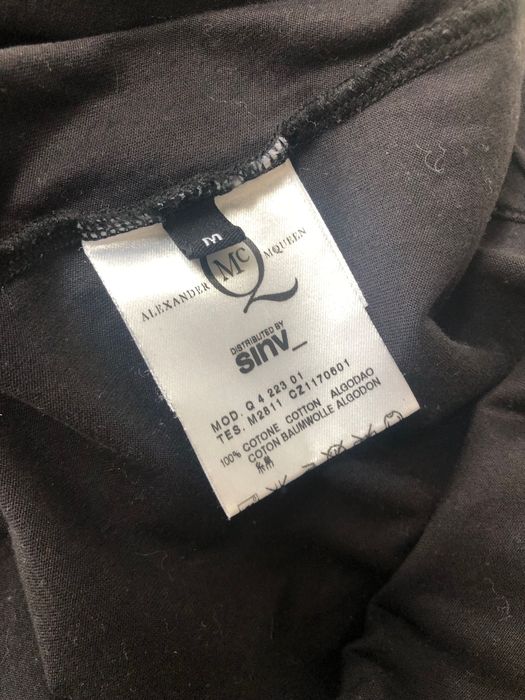 M
ALEXANDER McQ MCQUEEN
DISTRIBUTED BY
sinv_
MOD. Q 4 223 01
TES. M2811 CZ1170601
100% COTONE COTTON ALGODAO
COTON BAUMWOLLE ALGODON
綿